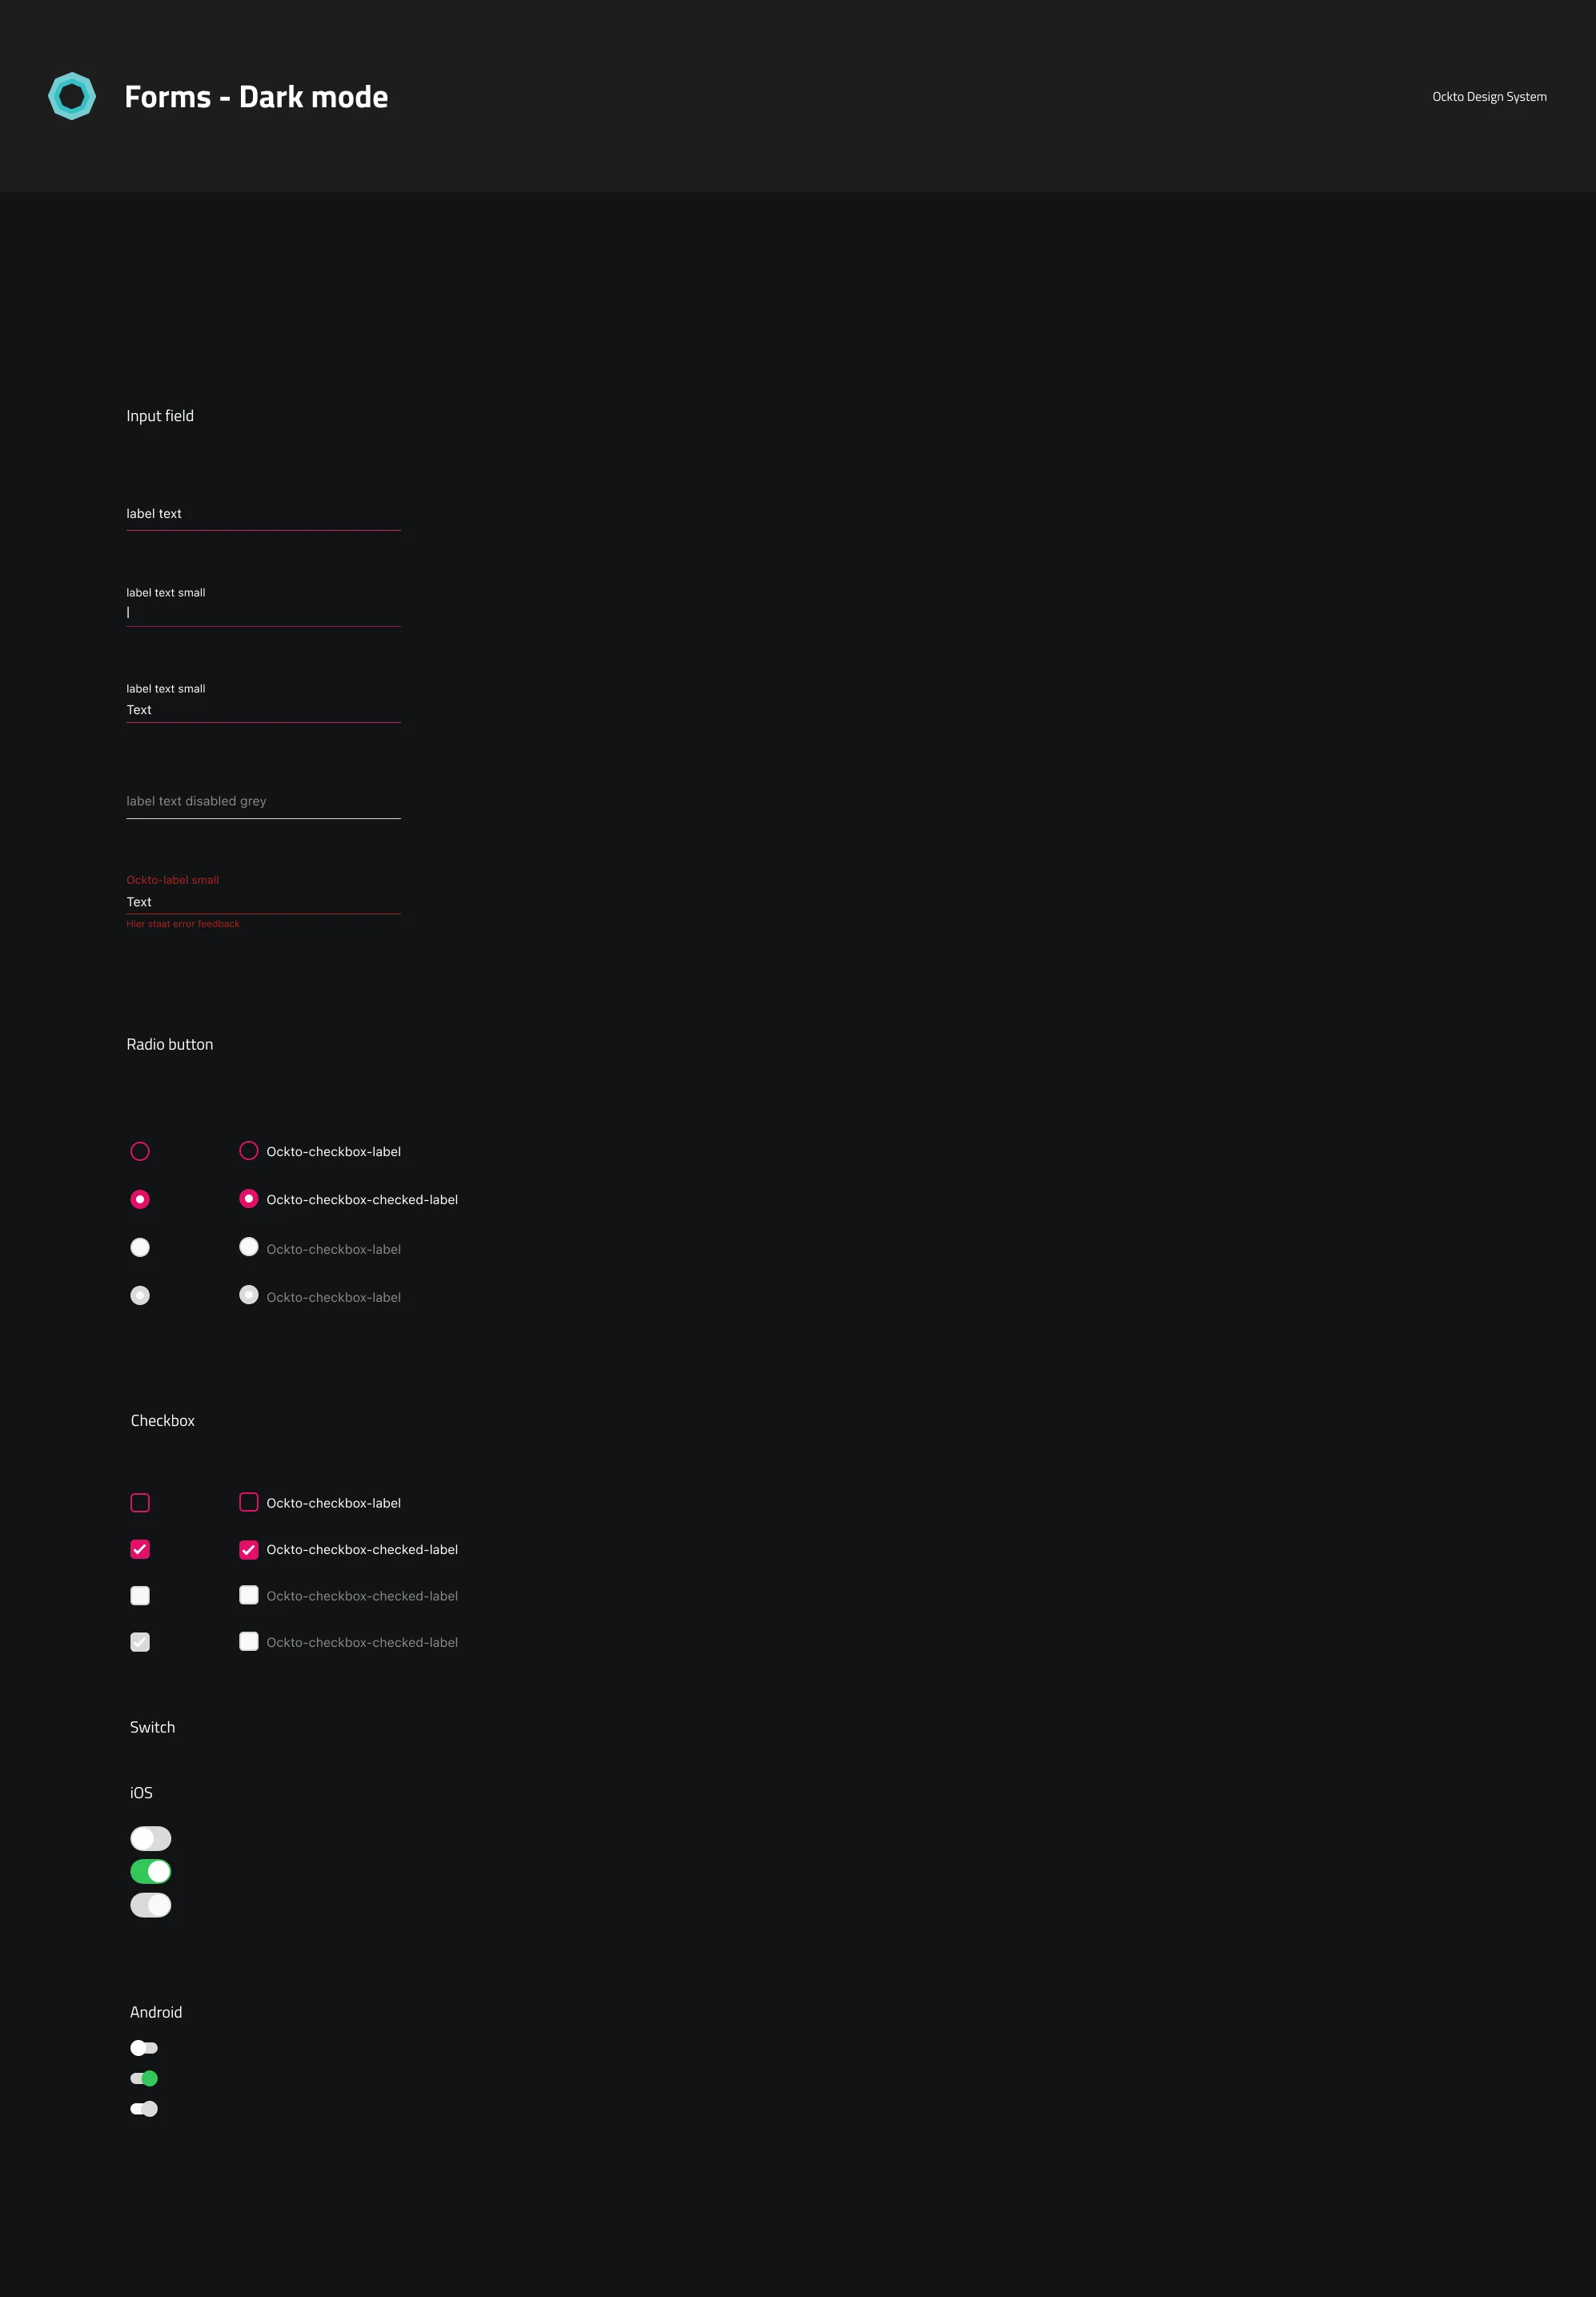 Forms - Dark mode
Ockto Design System
Input field
label text
label text small
label text small
Text
label text disabled grey
Ockto-label small
Text
Hier staat error feedback
Radio button
Ockto-checkbox-label
Ockto-checkbox-checked-label
Ockto-checkbox-label
Ockto-checkbox-label
Checkbox
Ockto-checkbox-label
Ockto-checkbox-checked-label
Ockto-checkbox-checked-label
Ockto-checkbox-checked-label
Switch
iOS
Android